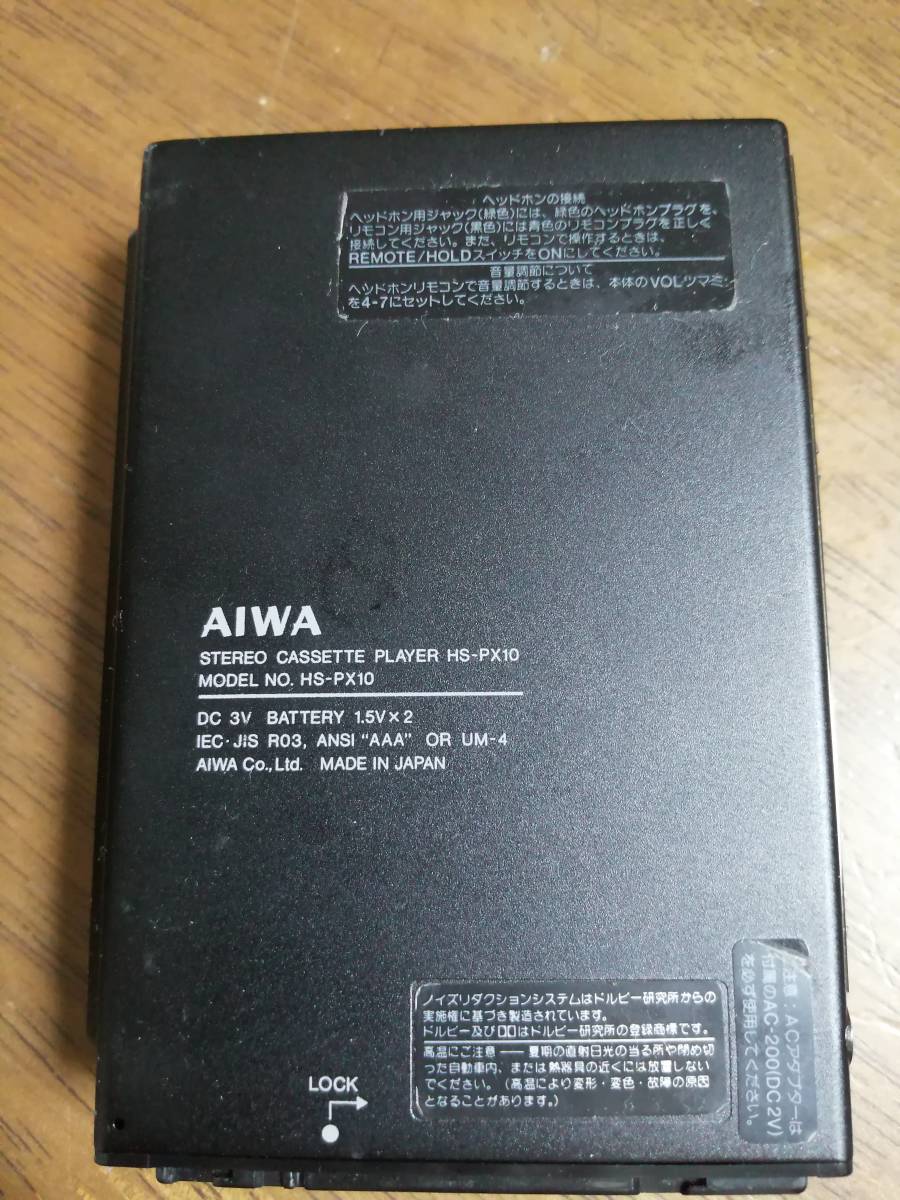 ヘッドホンの接続
ヘッドホン用ジャック(緑色)には、緑色のヘッドホンプラグを、
リモコン用ジャック(黒色)には青色のリモコンプラグを正しく
接続してください。また、リモコンで操作するときは、
REMOTE/HOLDスイッチをONにしてください。
音量調節について
ヘッドホンリモコンで音量調節するときは、本体のVOLツマミ
を4-7にセットしてください。
AIWA
STEREO CASSETTE PLAYER HS-PX10
MODEL NO. HS-PX10
DC 3V BATTERY 1.5V×2
IEC·JIS R03, ANSI "AAA" OR UM-4
AIWA Co., Ltd. MADE IN JAPAN
ノイズリダクションシステムはドルビー研究所からの
実施権に基づき製造されています。
ドルビー及び▯▯はドルビー研究所の登録商標です。
高温にご注意 — 夏期の直射日光の当る所や閉め切
った自動車内、または熱器具の近くには放置しない
でください。(高温により変形・変色・故障の原因
となることがあります。)
注意:ACアダプターは
付属のAC-200(DC2V)
を必ず使用してください。
LOCK